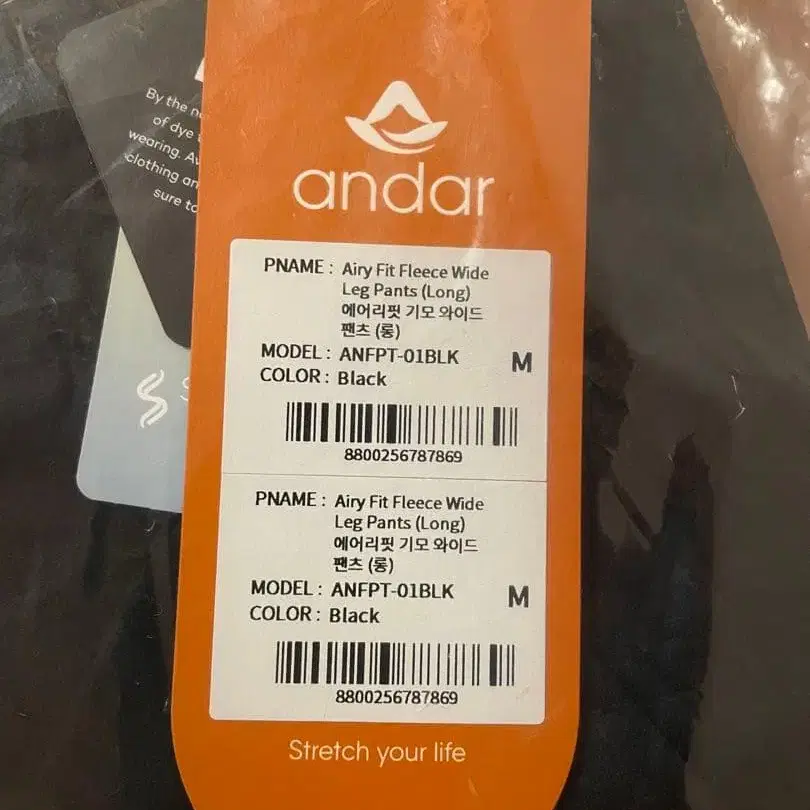 By the
of dye
wearing.
clothing
sure to
andar
PNAME : Airy Fit Fleece Wide
Leg Pants (Long)
에어리핏 기모 와이드
팬츠 (롱)
MODEL : ANFPT-01BLK M
COLOR : Black
8800256787869
PNAME : Airy Fit Fleece Wide
Leg Pants (Long)
에어리핏 기모 와이드
팬츠 (롱)
MODEL : ANFPT-01BLK M
COLOR : Black
8800256787869
Stretch your life